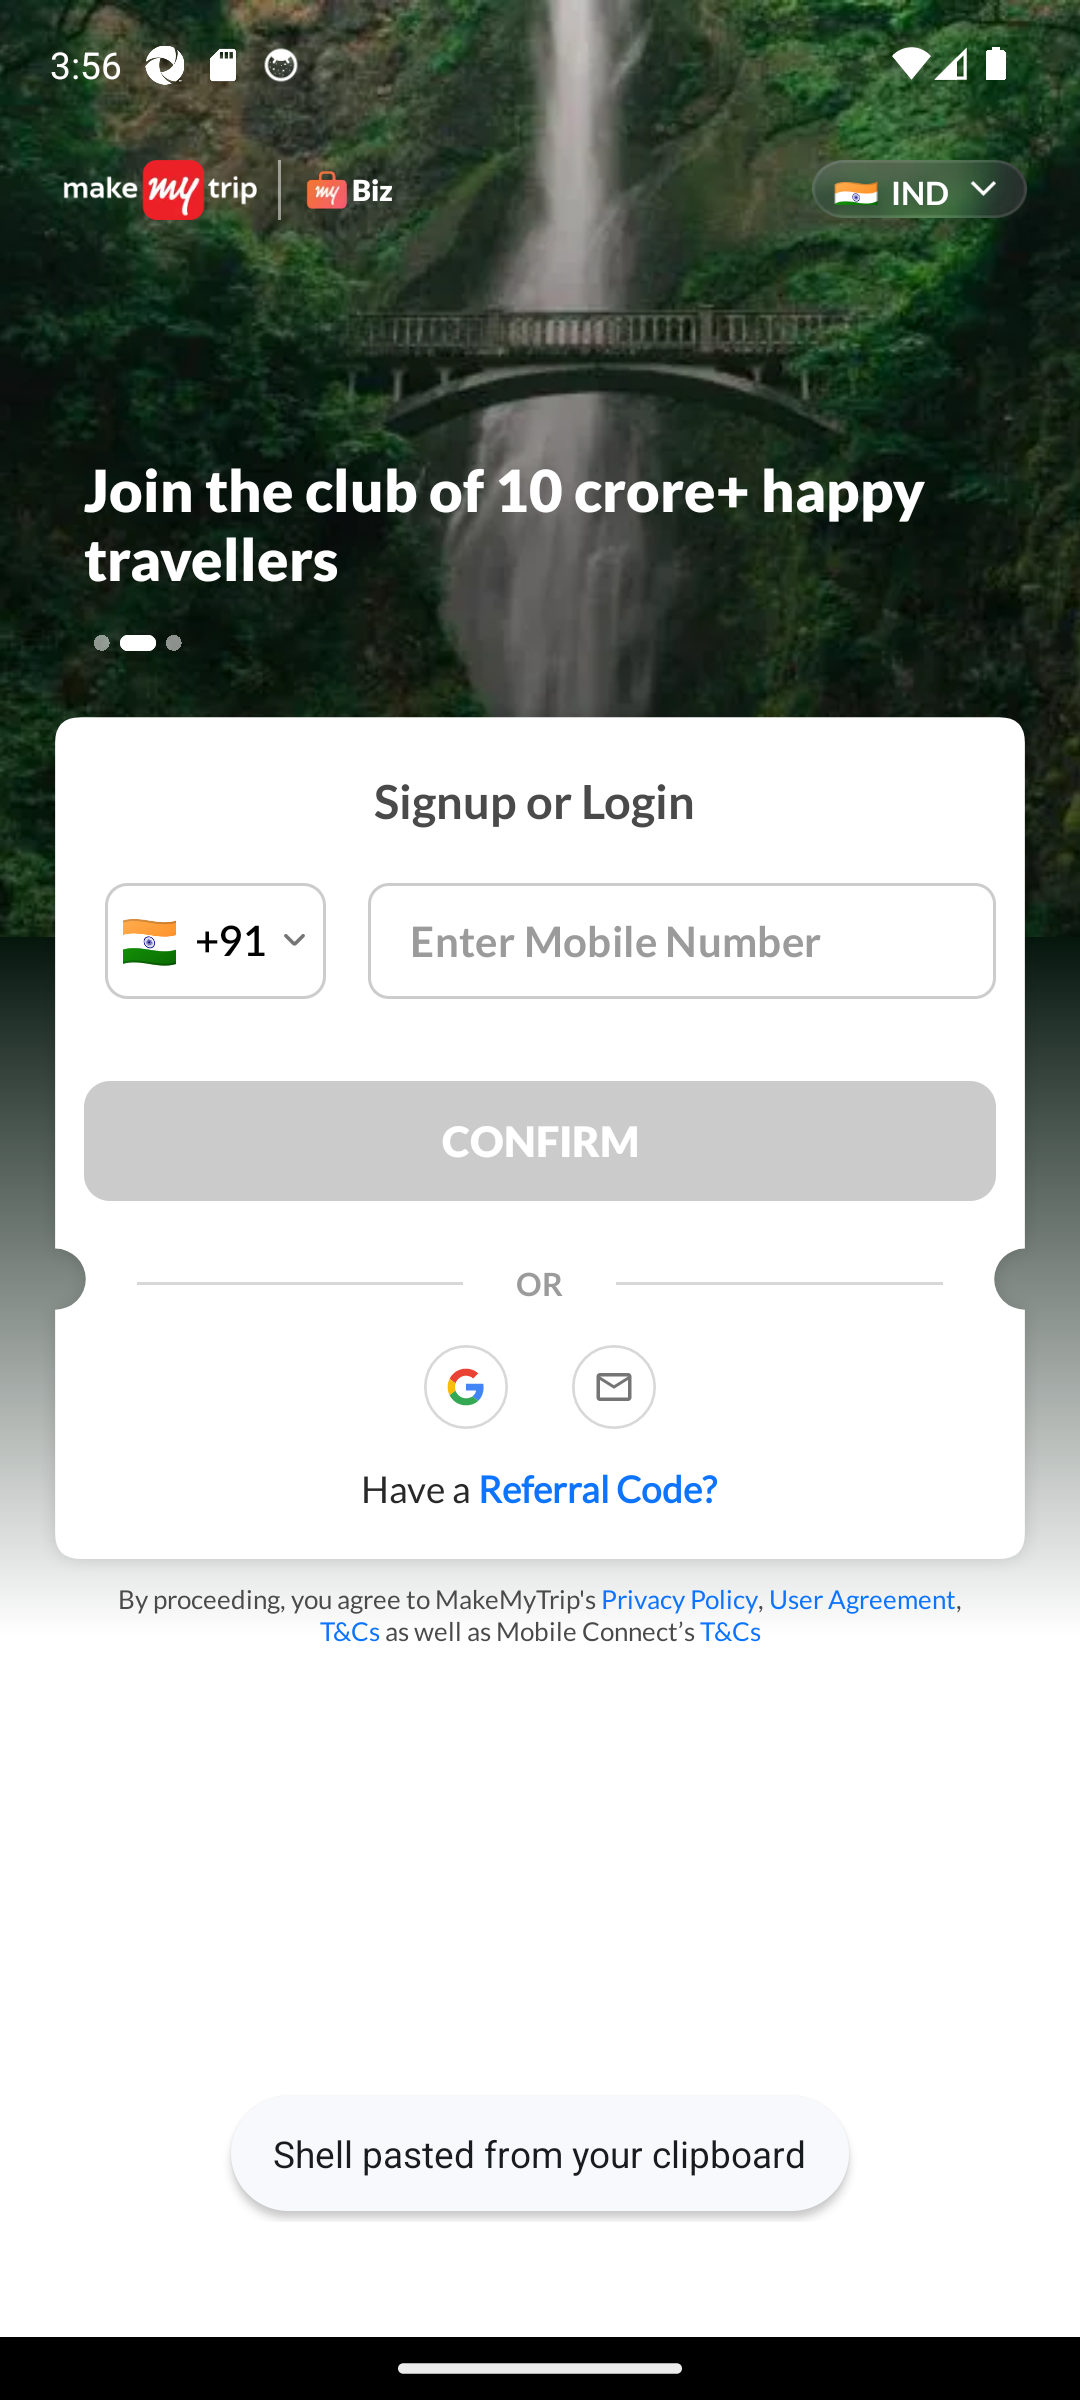 3:56
make my trip | my Biz
IND
Join the club of 10 crore+ happy
travellers
Signup or Login
+91
Enter Mobile Number
CONFIRM
OR
Have a Referral Code?
By proceeding, you agree to MakeMyTrip's Privacy Policy, User Agreement,
T&Cs as well as Mobile Connect’s T&Cs
Shell pasted from your clipboard